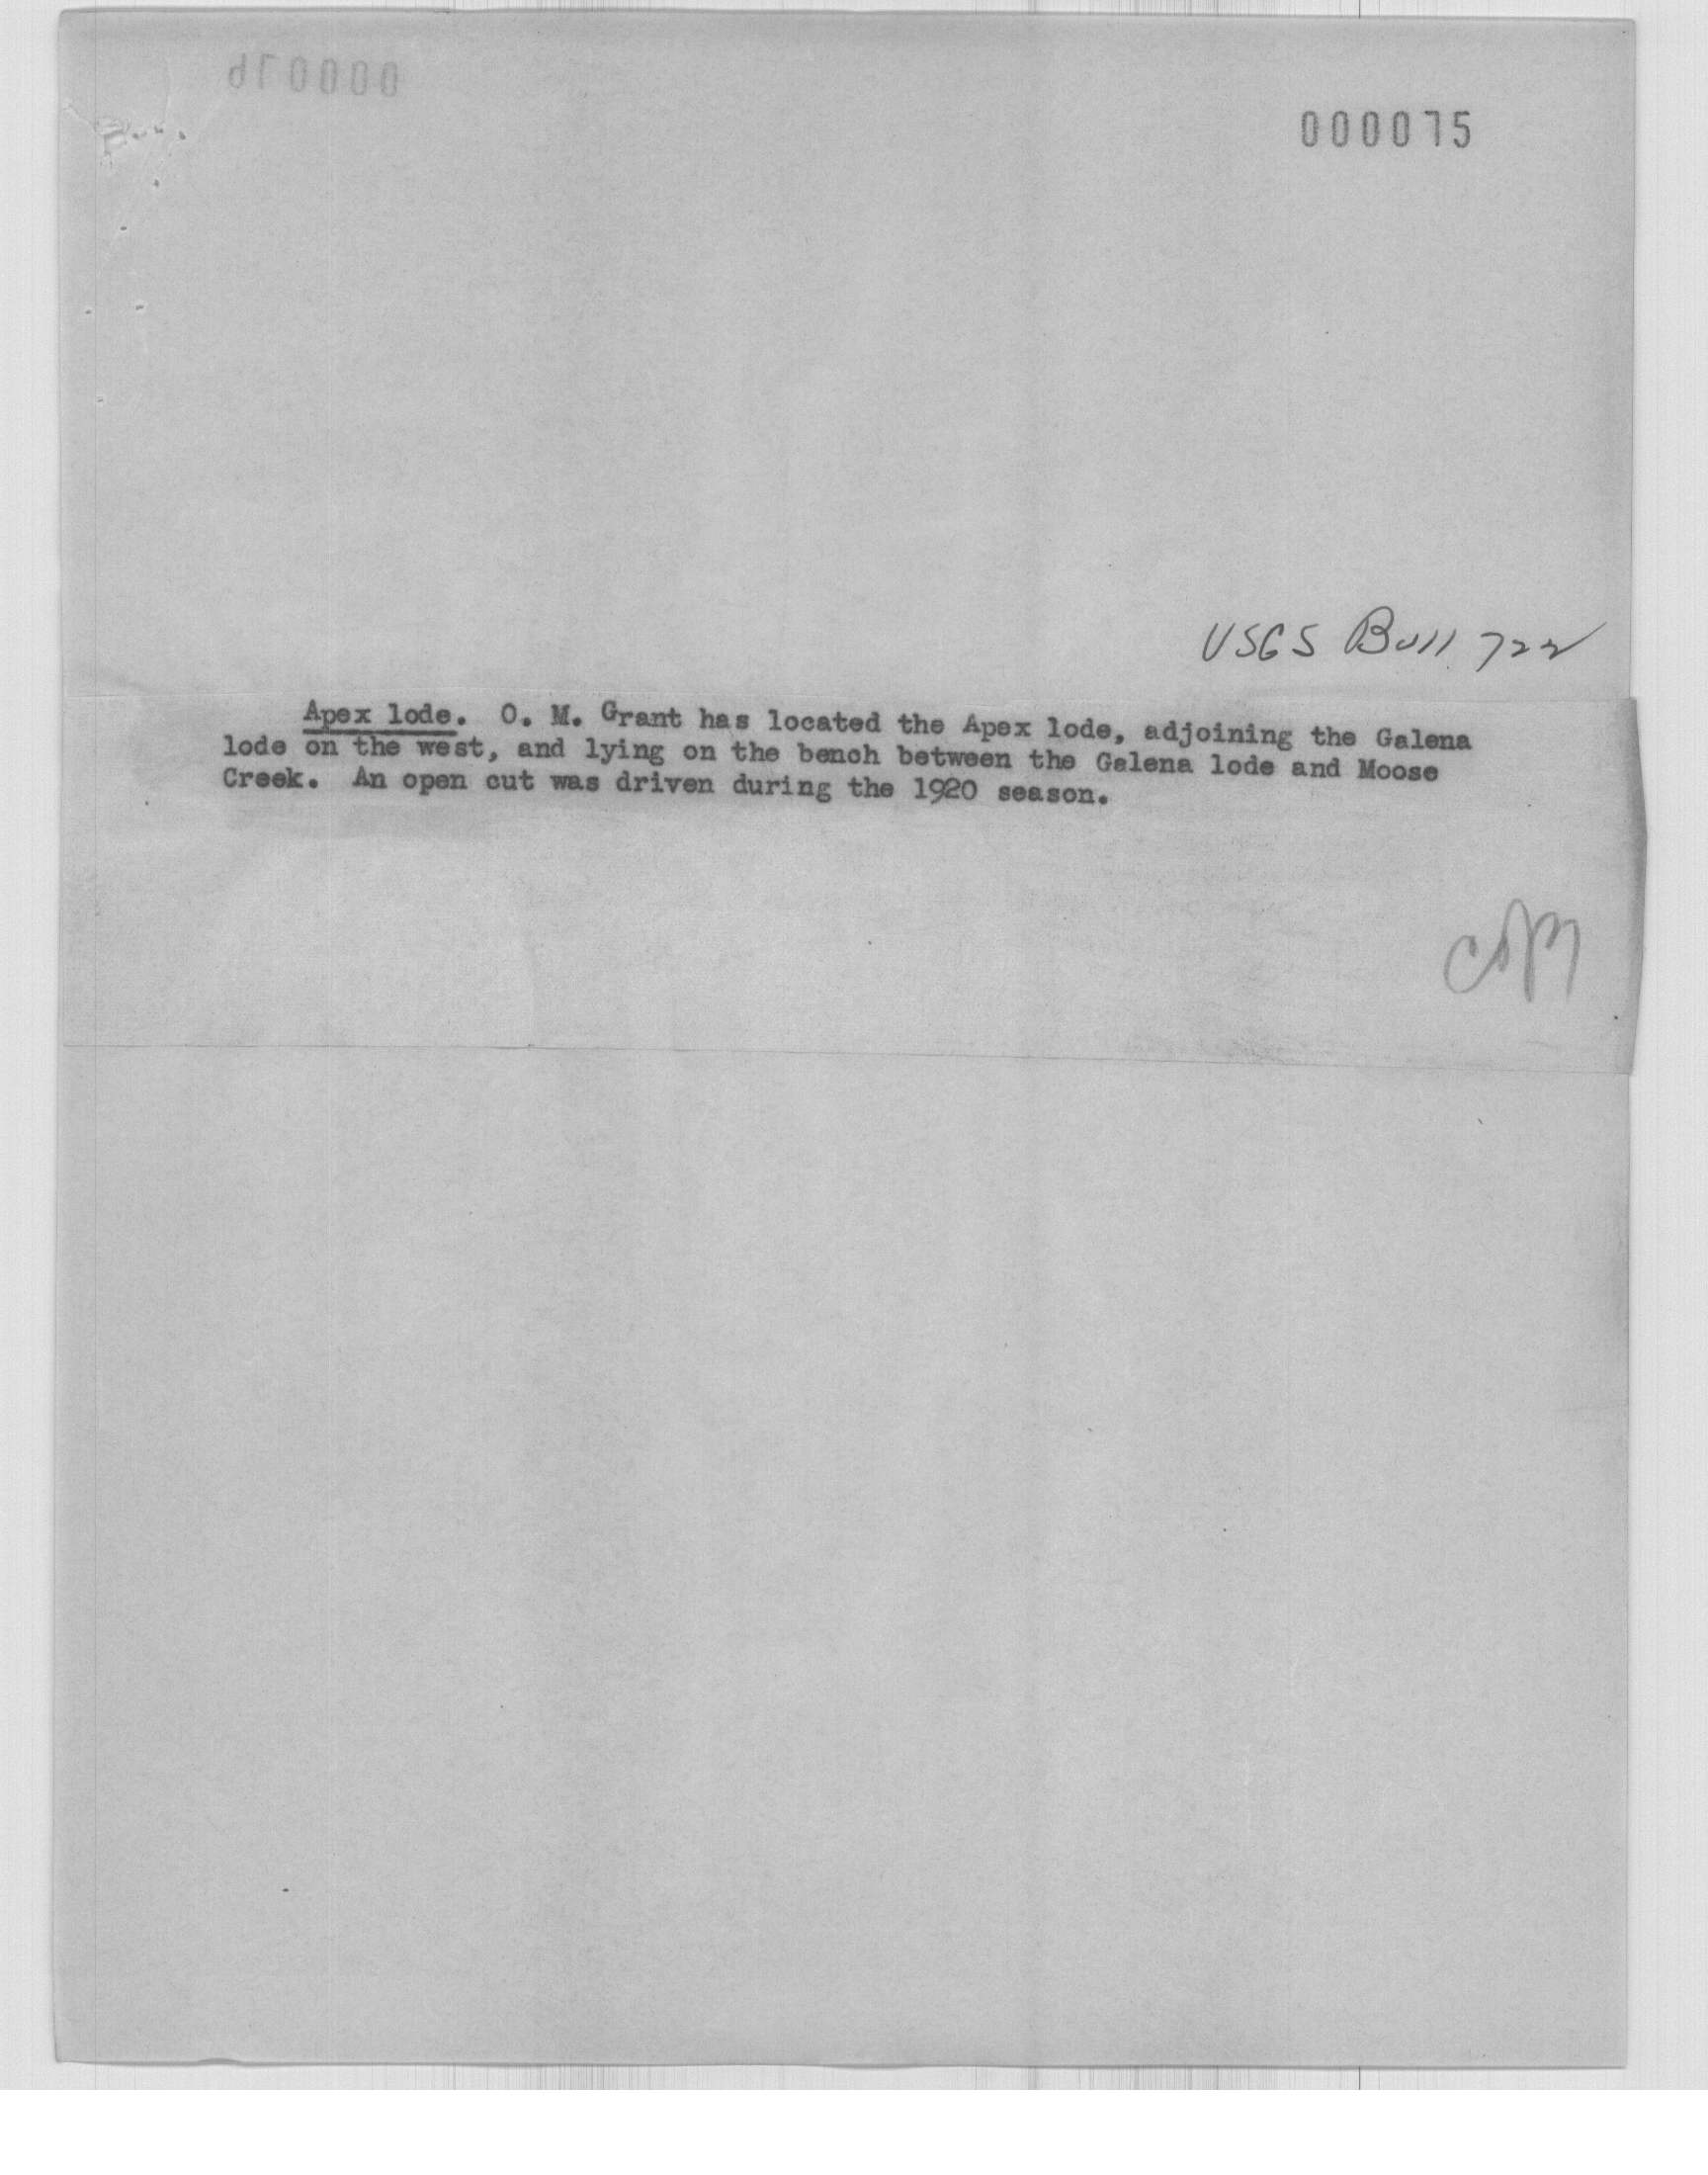 000075
USGS Bull 722
Apex lode. O. M. Grant has located the Apex lode, adjoining the Galena
lode on the west, and lying on the bench between the Galena lode and Moose
Creek. An open cut was driven during the 1920 season.
copy